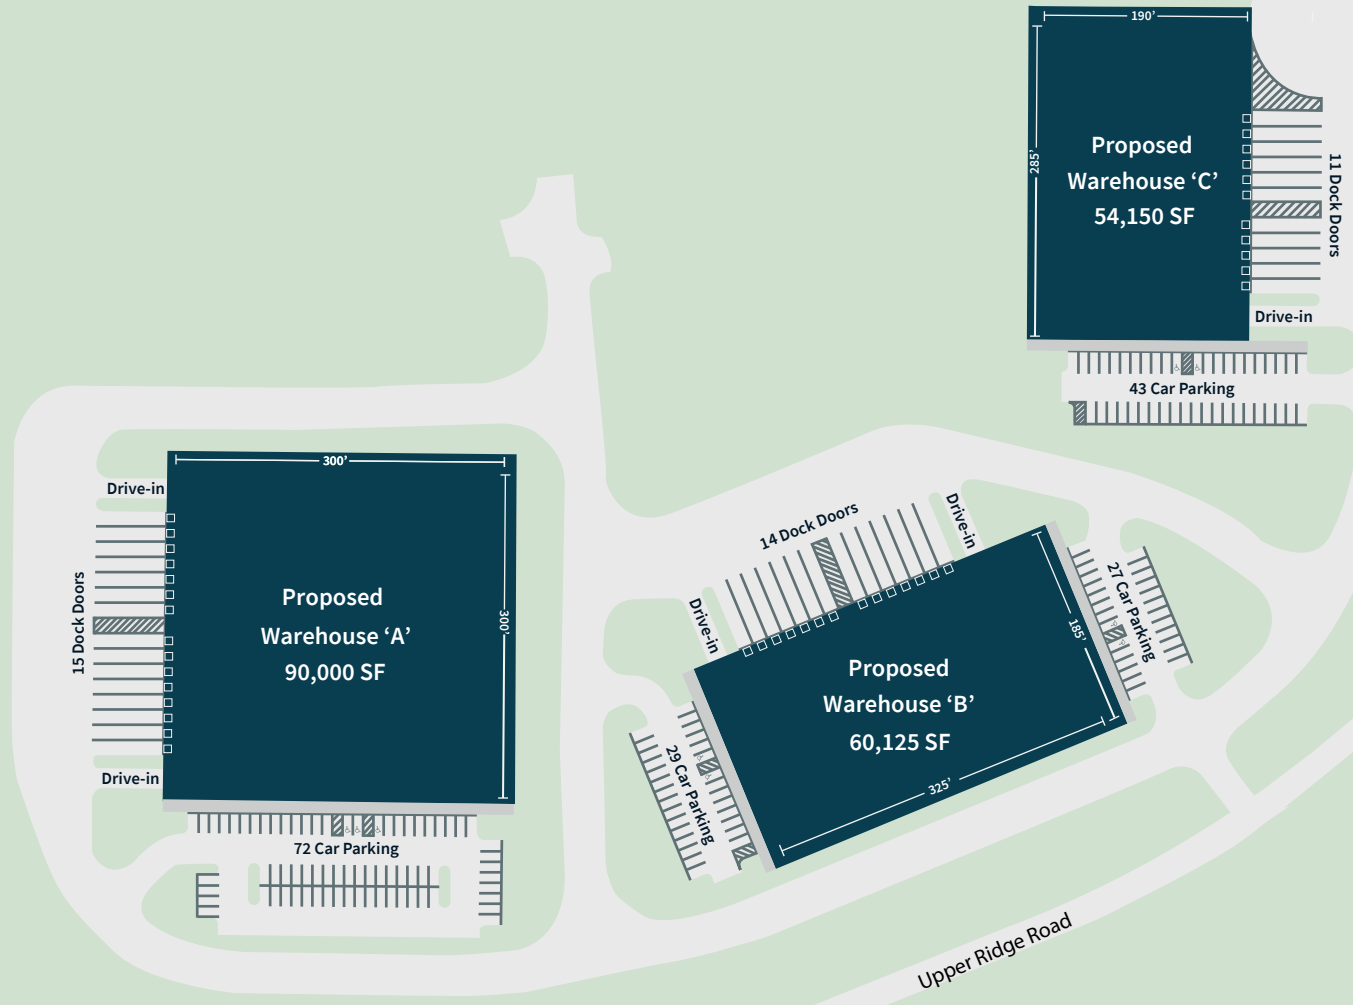 190’
285’
Proposed
Warehouse ‘C’
54,150 SF
11 Dock Doors
Drive-in
43 Car Parking
300’
300’
Drive-in
15 Dock Doors
Proposed
Warehouse ‘A’
90,000 SF
Drive-in
72 Car Parking
14 Dock Doors
Drive-in
Drive-in
185’
27 Car Parking
Proposed
Warehouse ‘B’
60,125 SF
325’
29 Car Parking
Upper Ridge Road